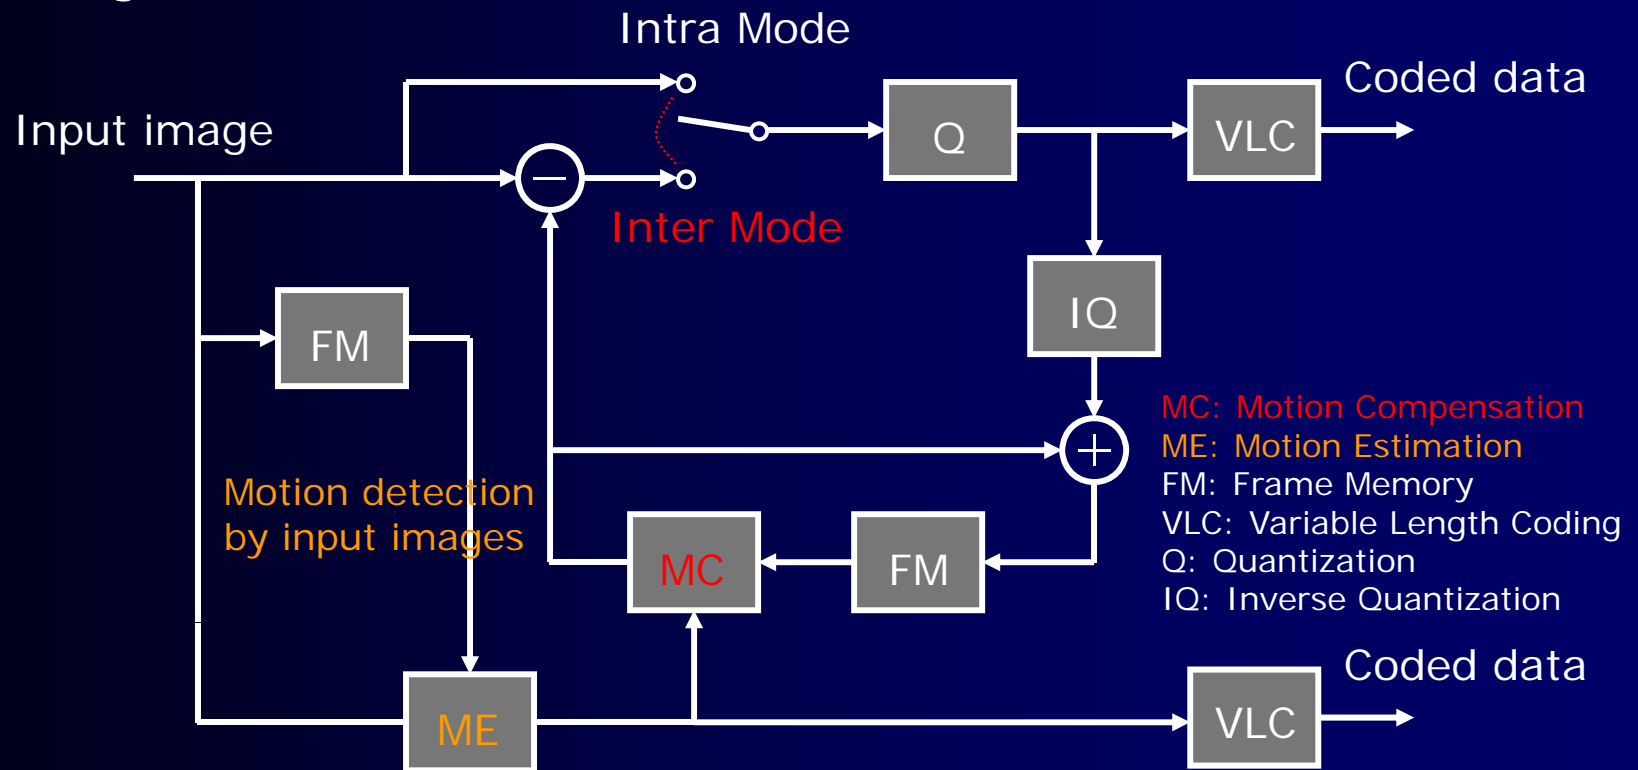 Intra Mode
Coded data
Input image
Q
VLC
Inter Mode
IQ
FM
MC: Motion Compensation
ME: Motion Estimation
FM: Frame Memory
VLC: Variable Length Coding
Q: Quantization
IQ: Inverse Quantization
Motion detection
by input images
MC
FM
Coded data
ME
VLC